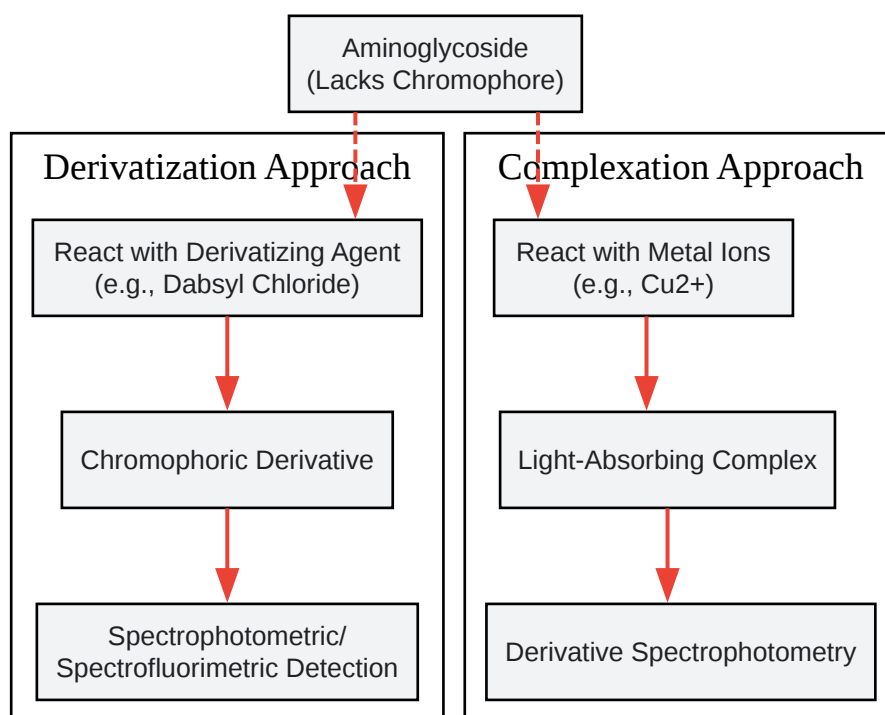 Aminoglycoside
(Lacks Chromophore)
Derivatization Approach
React with Derivatizing Agent
(e.g., Dabsyl Chloride)
Chromophoric Derivative
Spectrophotometric/
Spectrofluorimetric Detection
Complexation Approach
React with Metal Ions
(e.g., Cu2+)
Light-Absorbing Complex
Derivative Spectrophotometry